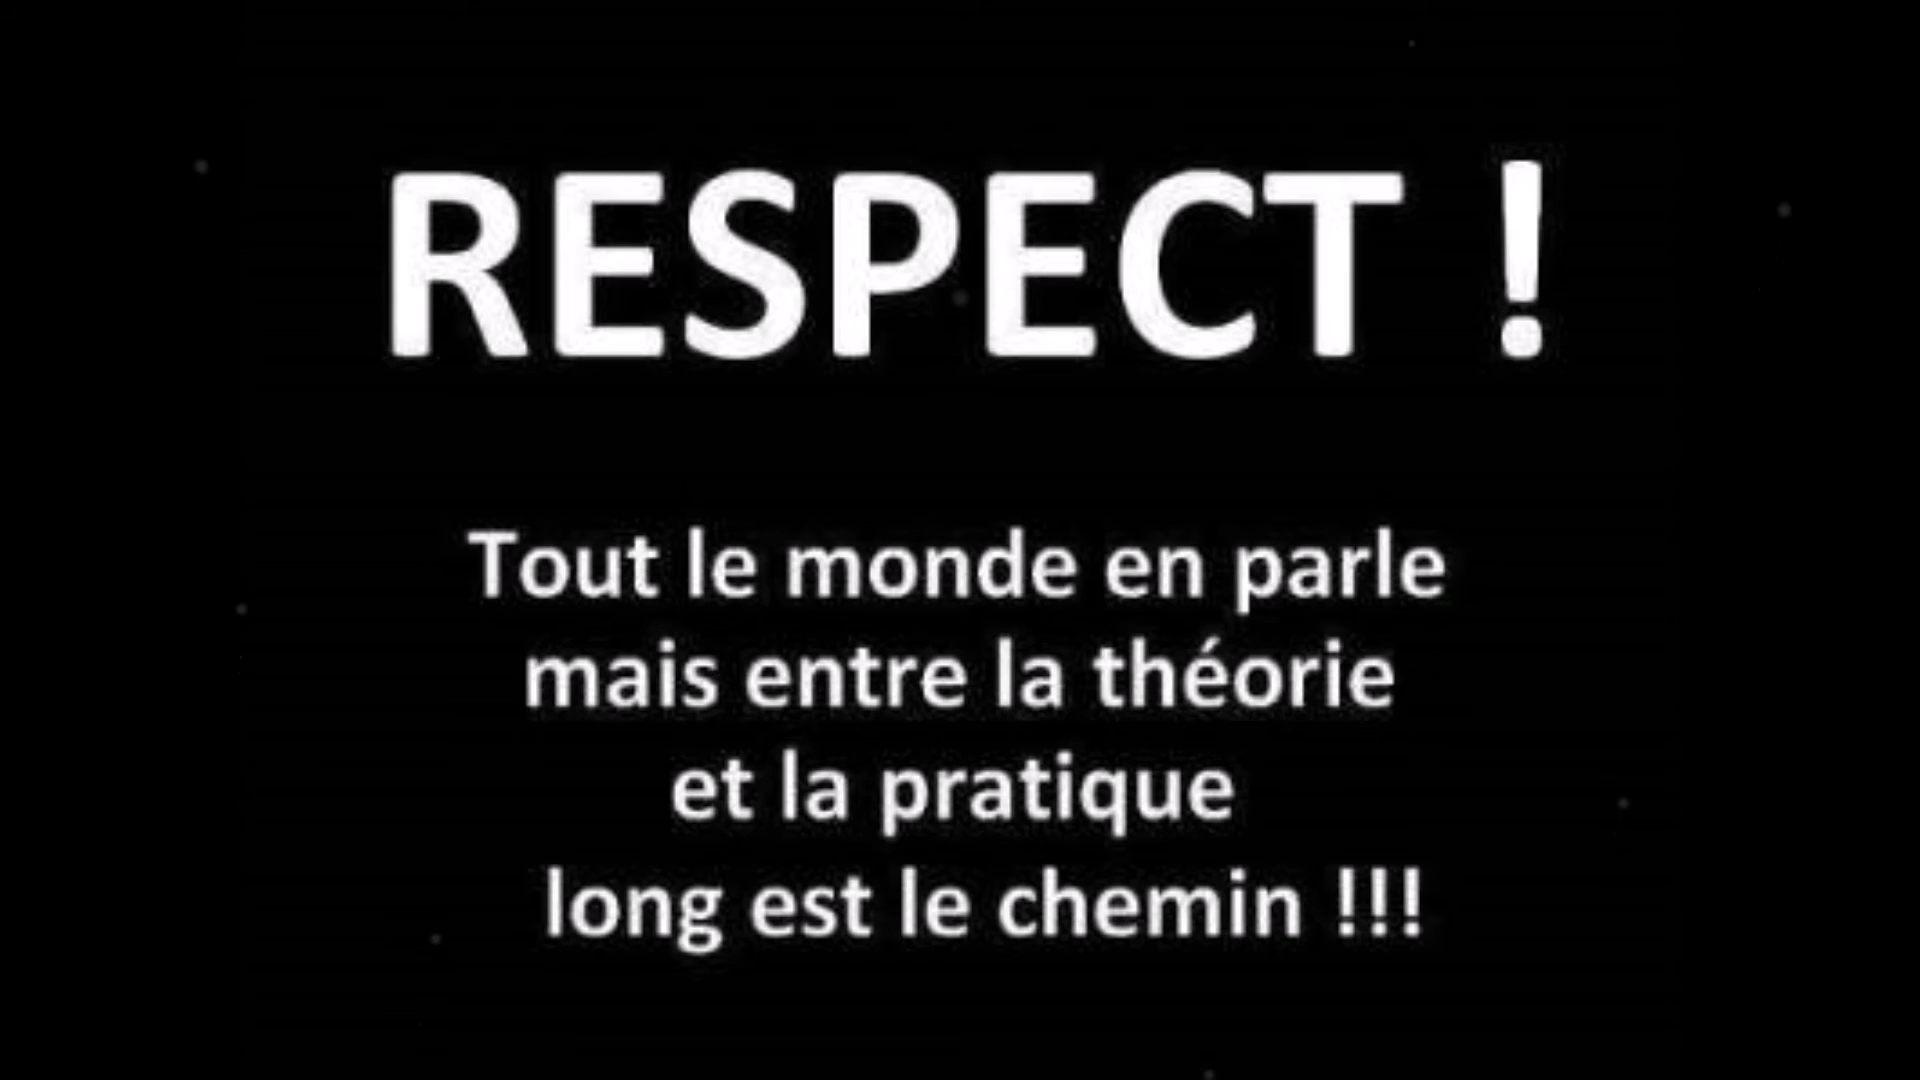 RESPECT !
Tout le monde en parle
mais entre la théorie
et la pratique
long est le chemin !!!